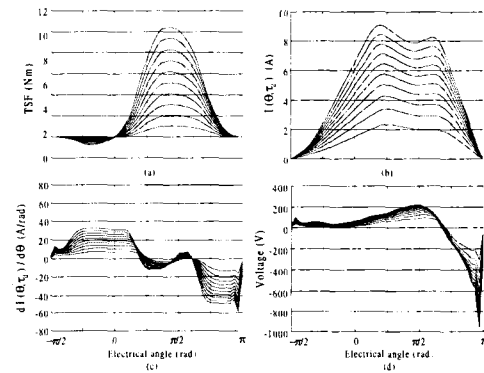 TSF (Nm)
12
10
8
6
4
2
0
(a)
I (Θ,τ
) (A)
10
8
6
4
2
0
(b)
d I (Θ,τ
) / dΘ (A/rad)
80
60
40
20
0
-20
-40
-60
-80
-π/2
0
π/2
π
Electrical angle (rad)
(c)
Voltage (V)
400
200
0
-200
-400
-600
-800
-1000
-π/2
0
π/2
π
Electrical angle (rad.
(d)